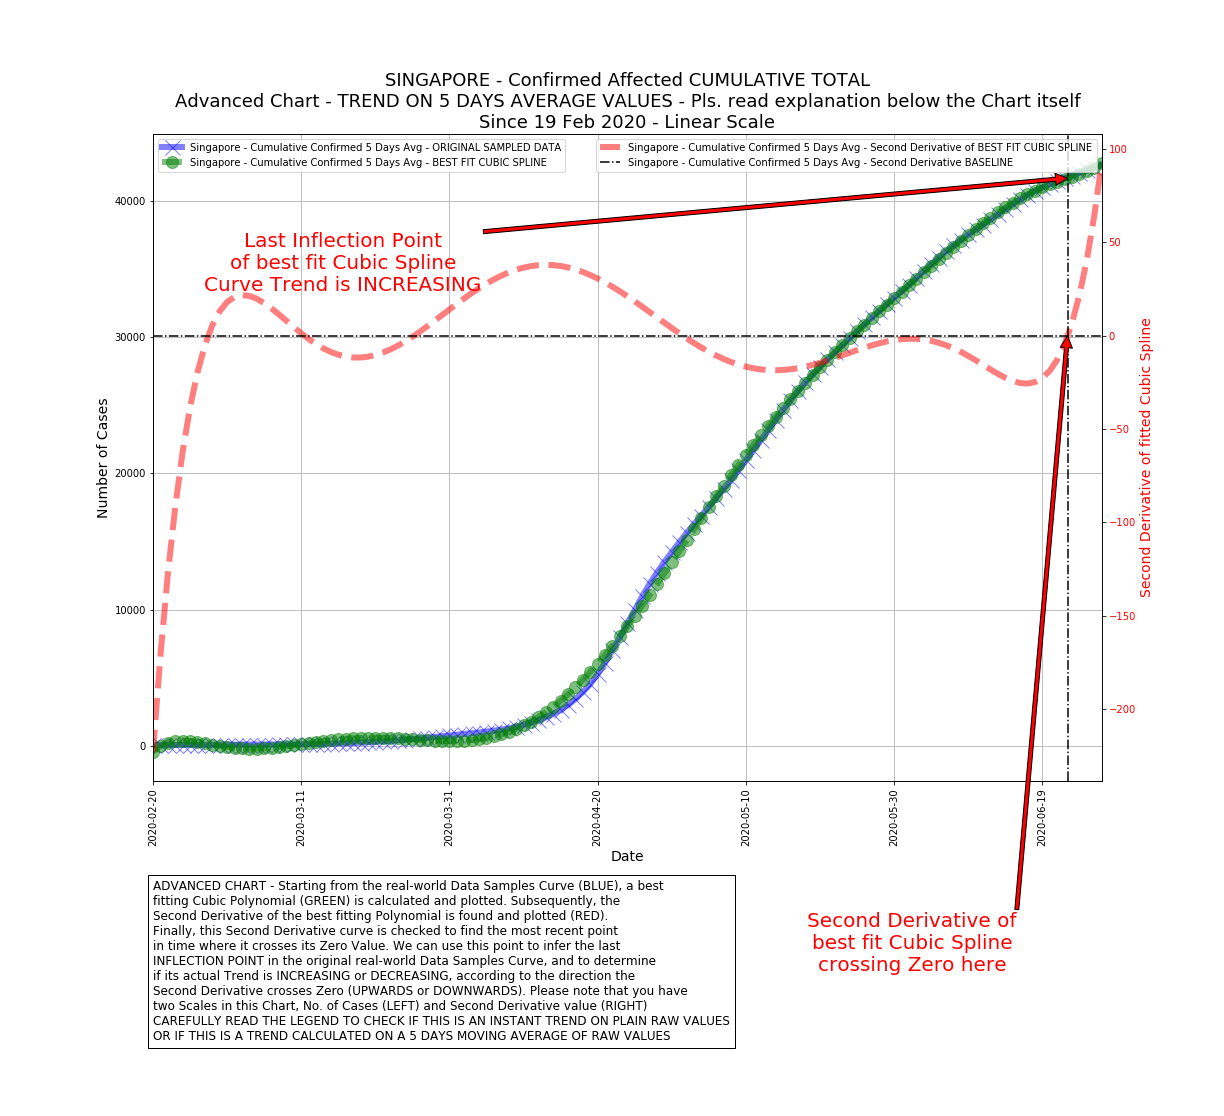 SINGAPORE - Confirmed Affected CUMULATIVE TOTAL
Advanced Chart - TREND ON 5 DAYS AVERAGE VALUES - Pls. read explanation below the Chart itself
Since 19 Feb 2020 - Linear Scale
Singapore - Cumulative Confirmed 5 Days Avg - ORIGINAL SAMPLED DATA
Singapore - Cumulative Confirmed 5 Days Avg - BEST FIT CUBIC SPLINE
Singapore - Cumulative Confirmed 5 Days Avg - Second Derivative of BEST FIT CUBIC SPLINE
Singapore - Cumulative Confirmed 5 Days Avg - Second Derivative BASELINE
Last Inflection Point
of best fit Cubic Spline
Curve Trend is INCREASING
Number of Cases
40000
30000
20000
10000
0
100
50
0
−50
−100
−150
−200
Second Derivative of fitted Cubic Spline
2020-02-20
2020-03-11
2020-03-31
2020-04-20
2020-05-10
2020-05-30
2020-06-19
Date
ADVANCED CHART - Starting from the real-world Data Samples Curve (BLUE), a best
fitting Cubic Polynomial (GREEN) is calculated and plotted. Subsequently, the
Second Derivative of the best fitting Polynomial is found and plotted (RED).
Finally, this Second Derivative curve is checked to find the most recent point
in time where it crosses its Zero Value. We can use this point to infer the last
INFLECTION POINT in the original real-world Data Samples Curve, and to determine
if its actual Trend is INCREASING or DECREASING, according to the direction the
Second Derivative crosses Zero (UPWARDS or DOWNWARDS). Please note that you have
two Scales in this Chart, No. of Cases (LEFT) and Second Derivative value (RIGHT)
CAREFULLY READ THE LEGEND TO CHECK IF THIS IS AN INSTANT TREND ON PLAIN RAW VALUES
OR IF THIS IS A TREND CALCULATED ON A 5 DAYS MOVING AVERAGE OF RAW VALUES
Second Derivative of
best fit Cubic Spline
crossing Zero here